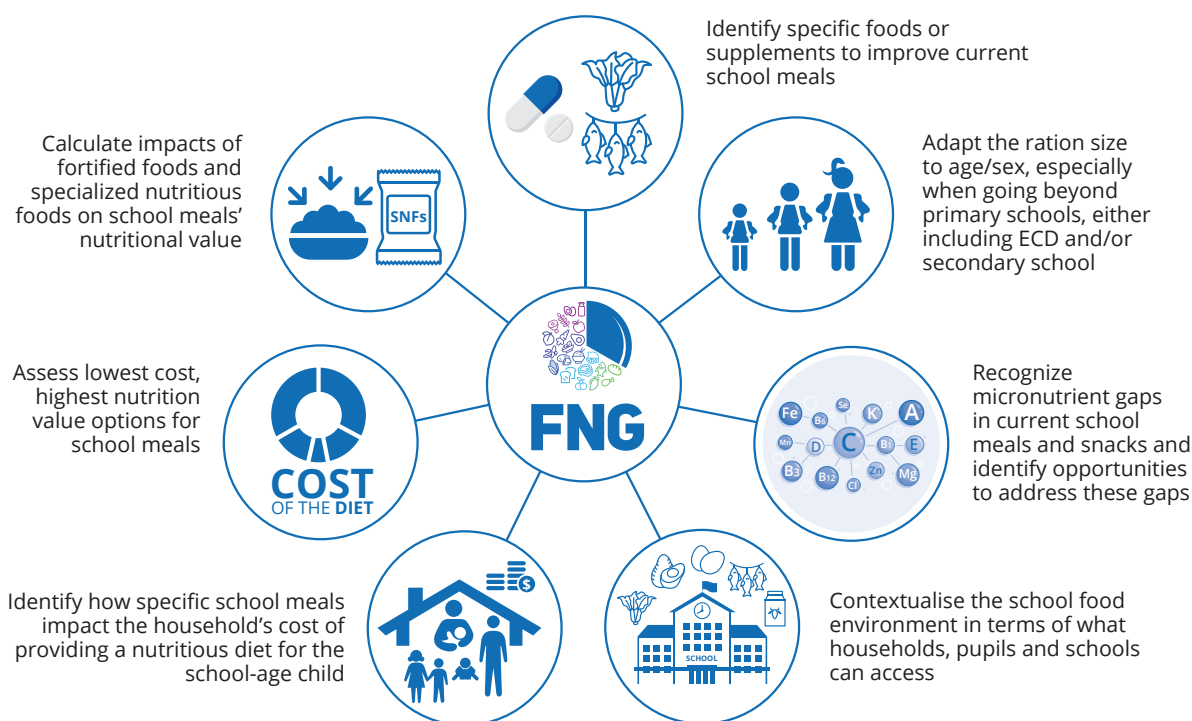 Identify specific foods or
supplements to improve current
school meals
Adapt the ration size
to age/sex, especially
when going beyond
primary schools, either
including ECD and/or
secondary school
Recognize
micronutrient gaps
in current school
meals and snacks and
identify opportunities
to address these gaps
Fe
B6
Se
K
A
Mn
D
C
B1
E
B3
B12
Cl
Zn
Mg
Contextualise the school food
environment in terms of what
households, pupils and schools
can access
SCHOOL
Identify how specific school meals
impact the household's cost of
providing a nutritious diet for the
school-age child
$
Assess lowest cost,
highest nutrition
value options for
school meals
COST
OF THE DIET
Calculate impacts of
fortified foods and
specialized nutritious
foods on school meals'
nutritional value
SNFs
FNG